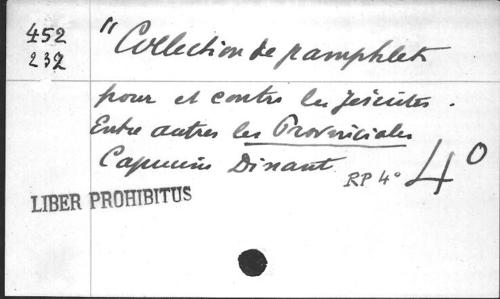 452
232
" Collection de pamphlets
pour et contre les Jésuites.
Entre autres les Provinciales
Capucins Dinant.
RP 4°
4°
LIBER PROHIBITUS